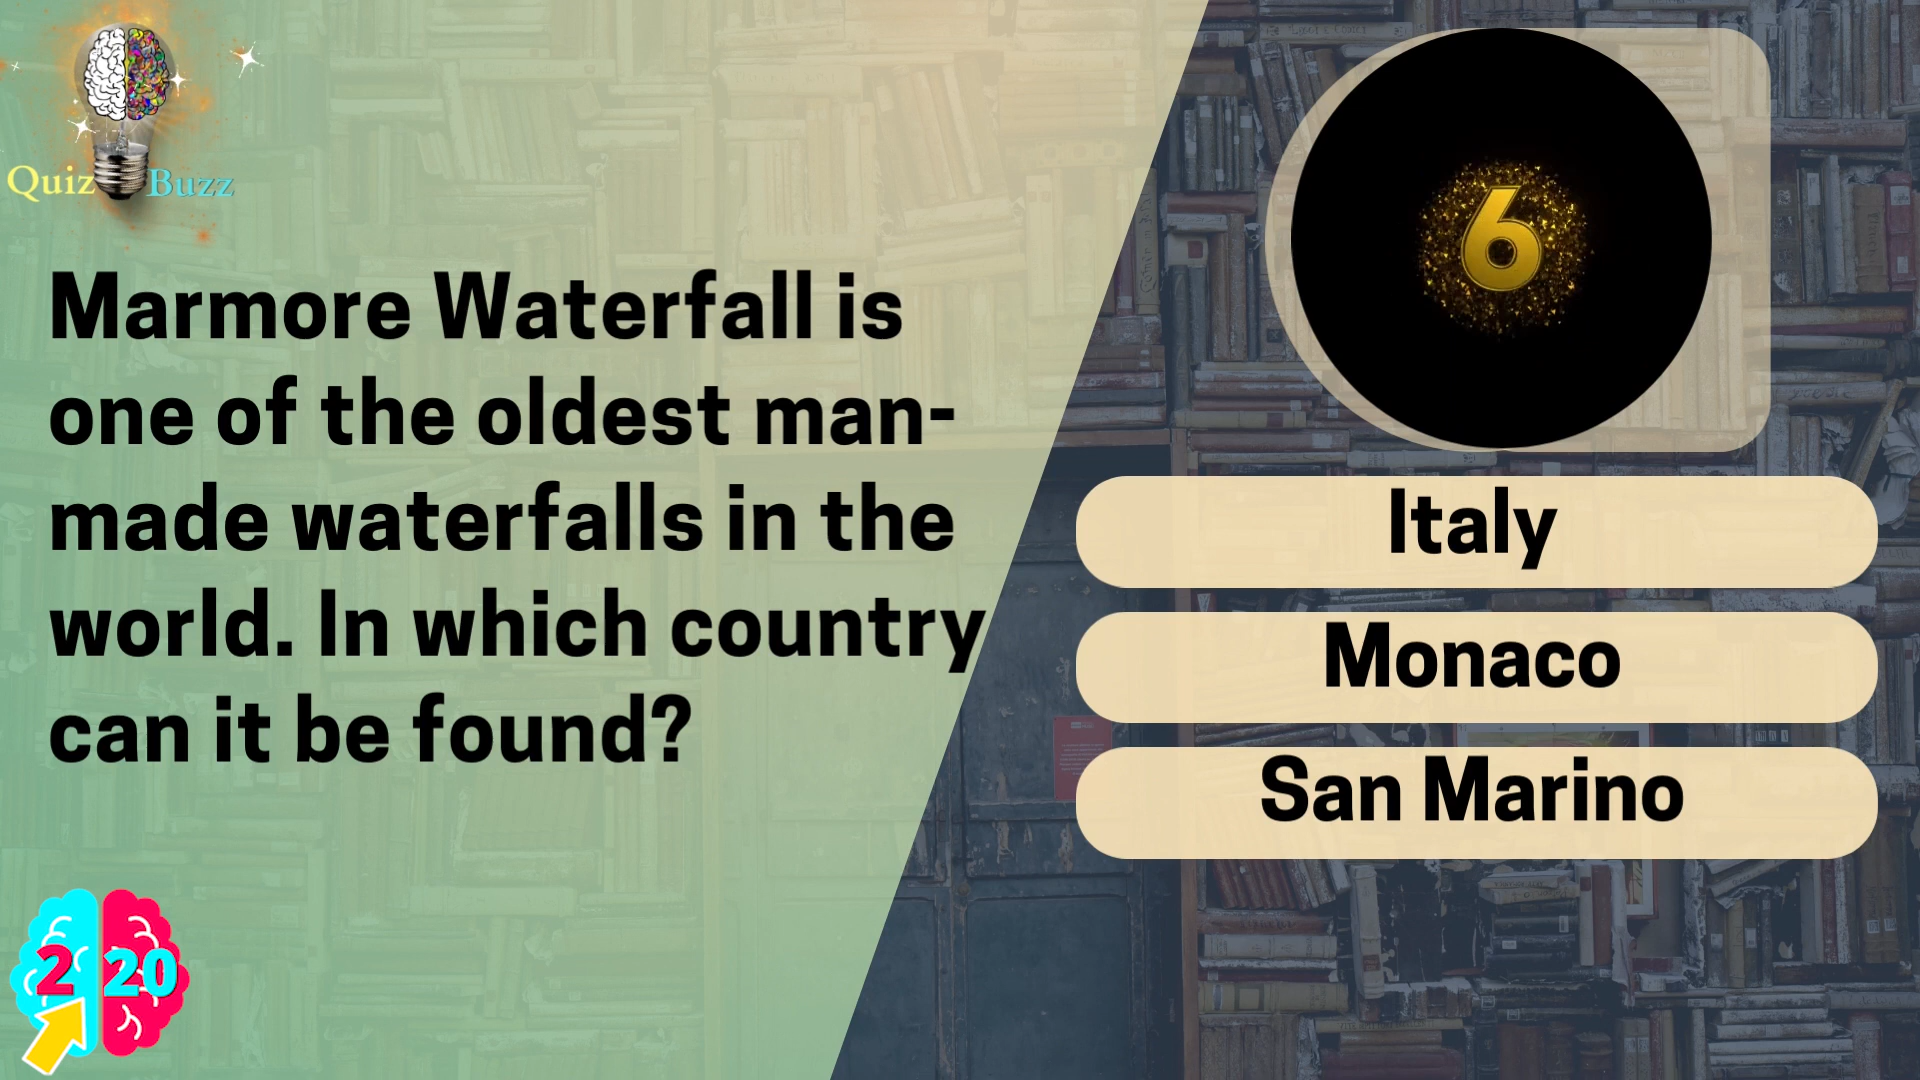 Quiz Buzz
Marmore Waterfall is
one of the oldest man-
made waterfalls in the
world. In which country
can it be found?
6
Italy
Monaco
San Marino
2 20